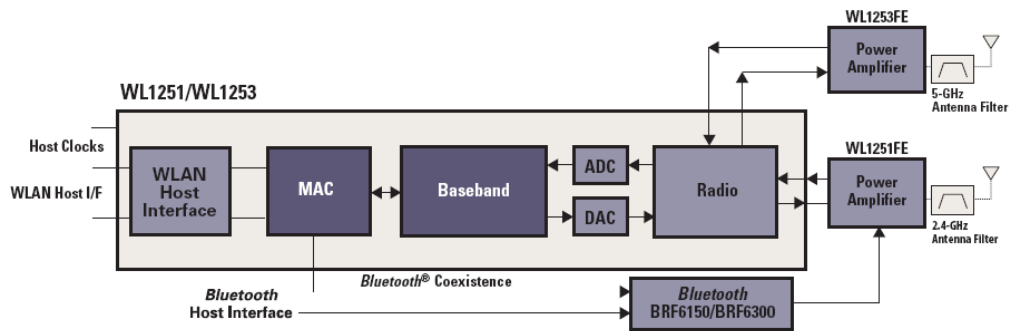 WL1253FE
Power
Amplifier
5-GHz
Antenna Filter
WL1251/WL1253
Host Clocks
WLAN Host I/F
WLAN
Host
Interface
MAC
Baseband
ADC
DAC
Radio
WL1251FE
Power
Amplifier
2.4-GHz
Antenna Filter
Bluetooth® Coexistence
Bluetooth
Host Interface
Bluetooth
BRF6150/BRF6300